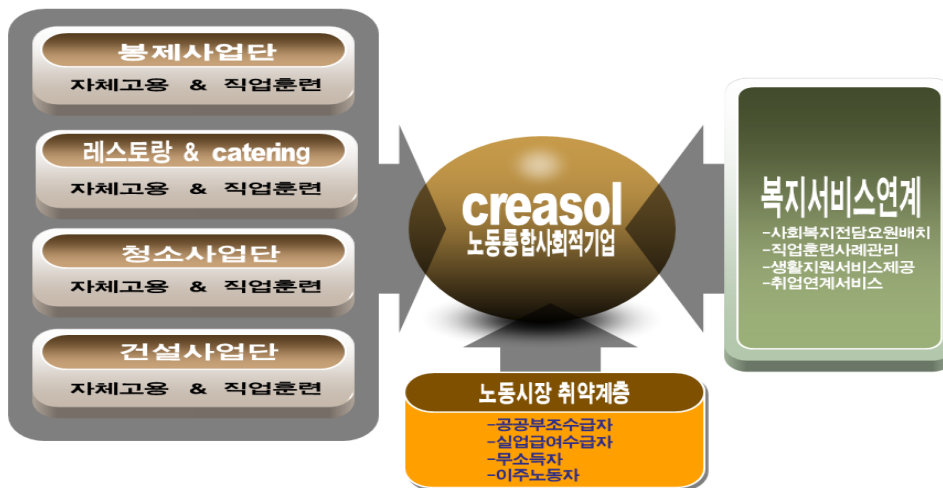 봉제사업단
자체고용 & 직업훈련
레스토랑 & catering
자체고용 & 직업훈련
청소사업단
자체고용 & 직업훈련
건설사업단
자체고용 & 직업훈련
creasol
노동통합사회적기업
복지서비스연계
-사회복지전담요원배치
-직업훈련사례관리
-생활지원서비스제공
-취업연계서비스
노동시장 취약계층
-공공부조수급자
-실업급여수급자
-무소득자
-이주노동자